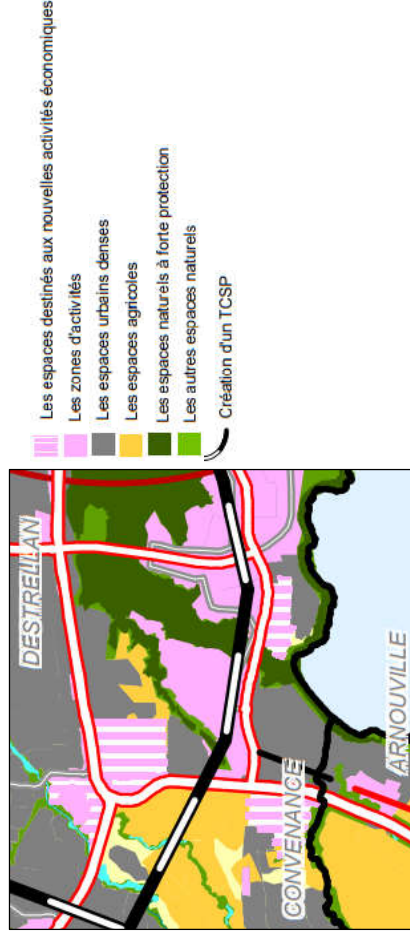 Les espaces destinés aux nouvelles activités économiques
Les zones d'activités
Les espaces urbains denses
Les espaces agricoles
Les espaces naturels à forte protection
Les autres espaces naturels
Création d'un TCSP
DESTRELLAN
CONVENANCE
ARNOUVILLE